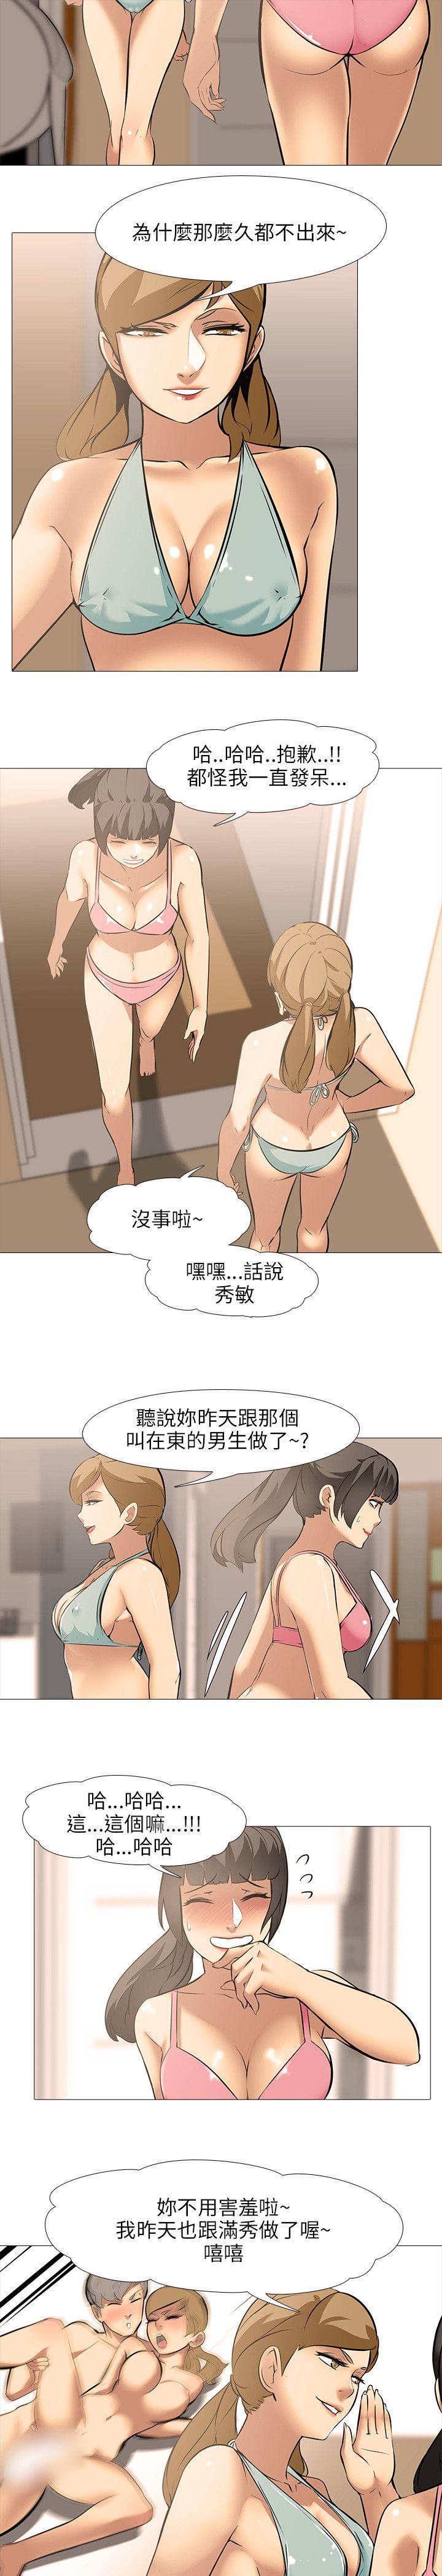 為什麼那麼久都不出來~
哈..哈哈..抱歉..!!
都怪我一直發呆...
沒事啦~
嘿嘿...話說
秀敏
聽說妳昨天跟那個
叫在東的男生做了~?
哈...哈哈...
這...這個嘛...!!!
哈...哈哈
妳不用害羞啦~
我昨天也跟滿秀做了喔~
嘻嘻